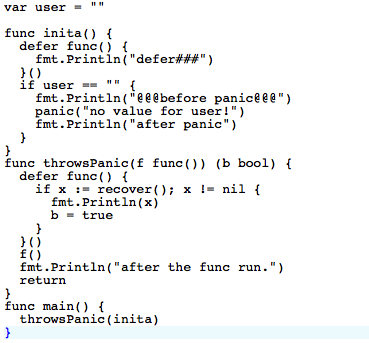 var user = ""
func inita() {
defer func() {
fmt.Println("defer###")
}()
if user == "" {
fmt.Println("@@@before panic@@@")
panic("no value for user!")
fmt.Println("after panic")
}
}
func throwsPanic(f func()) (b bool) {
defer func() {
if x := recover(); x != nil {
fmt.Println(x)
b = true
}
}()
f()
fmt.Println("after the func run.")
return
}
func main() {
throwsPanic(inita)
}